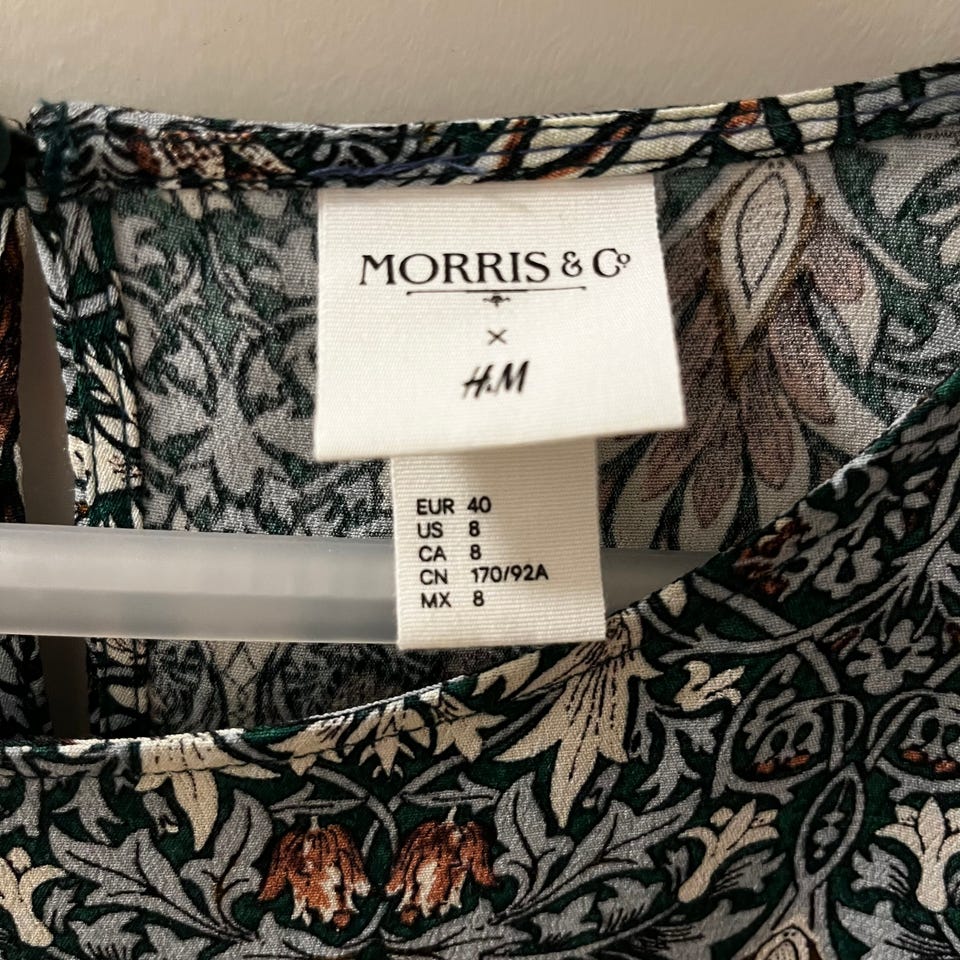 MORRIS & Co
×
H&M
EUR 40
US 8
CA 8
CN 170/92A
MX 8